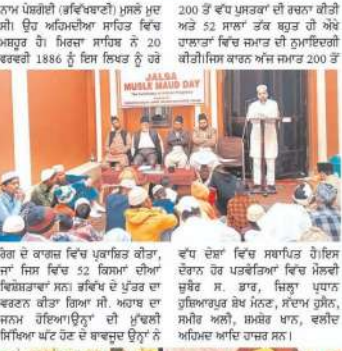 ਨਾਮ ਪੇਸ਼ਗੋਈ (ਭਵਿੱਖਬਾਣੀ) ਮੁਸਲੇ ਮੁਦ
ਸੀ। ਉਹ ਅਹਿਮਦੀਆ ਸਾਹਿਤ ਵਿੱਚ
ਮਸ਼ਹੂਰ ਹੈ। ਮਿਰਜ਼ਾ ਸਾਹਿਬ ਨੇ 20
ਫਰਵਰੀ 1886 ਨੂੰ ਇਸ ਲਿਖਤ ਨੂੰ ਹਰੇ
200 ਤੋਂ ਵੱਧ ਪੁਸਤਕਾਂ ਦੀ ਰਚਨਾ ਕੀਤੀ
ਅਤੇ 52 ਸਾਲਾਂ ਤੱਕ ਬਹੁਤ ਹੀ ਔਖੇ
ਹਾਲਾਤਾਂ ਵਿੱਚ ਜਮਾਤ ਦੀ ਨੁਮਾਇੰਦਗੀ
ਕੀਤੀ।ਜਿਸ ਕਾਰਨ ਅੱਜ ਜਮਾਤ 200 ਤੋਂ
JALSA
MUSLE MAUD DAY
ਰੰਗ ਦੇ ਕਾਗਜ਼ ਵਿੱਚ ਪ੍ਰਕਾਸ਼ਿਤ ਕੀਤਾ,
ਜਾਂ ਜਿਸ ਵਿੱਚ 52 ਕਿਸਮਾਂ ਦੀਆਂ
ਵਿਸ਼ੇਸ਼ਤਾਵਾਂ ਸਨ। ਭਵਿੱਖ ਦੇ ਪੁੱਤਰ ਦਾ
ਵਰਣਨ ਕੀਤਾ ਗਿਆ ਸੀ. ਅਹਾਬ ਦਾ
ਜਨਮ ਹੋਇਆ।ਉਨ੍ਹਾਂ ਦੀ ਮੁੱਢਲੀ
ਸਿੱਖਿਆ ਘੱਟ ਹੋਣ ਦੇ ਬਾਵਜੂਦ ਉਨ੍ਹਾਂ ਨੇ
ਵੱਧ ਦੇਸ਼ਾਂ ਵਿੱਚ ਸਥਾਪਿਤ ਹੈ।ਇਸ
ਦੌਰਾਨ ਹੋਰ ਪਤਵੰਤਿਆਂ ਵਿੱਚ ਮੌਲਵੀ
ਜ਼ੁਬੈਰ ਸ. ਡਾਰ, ਜ਼ਿਲ੍ਹਾ ਪ੍ਰਧਾਨ
ਹੁਸ਼ਿਆਰਪੁਰ ਸ਼ੇਖ ਮੰਨਣ, ਸੱਦਾਮ ਹੁਸੈਨ,
ਸਮੀਰ ਅਲੀ, ਸ਼ਮਸ਼ੇਰ ਖਾਨ, ਵਲੀਦ
ਅਹਿਮਦ ਆਦਿ ਹਾਜ਼ਰ ਸਨ।